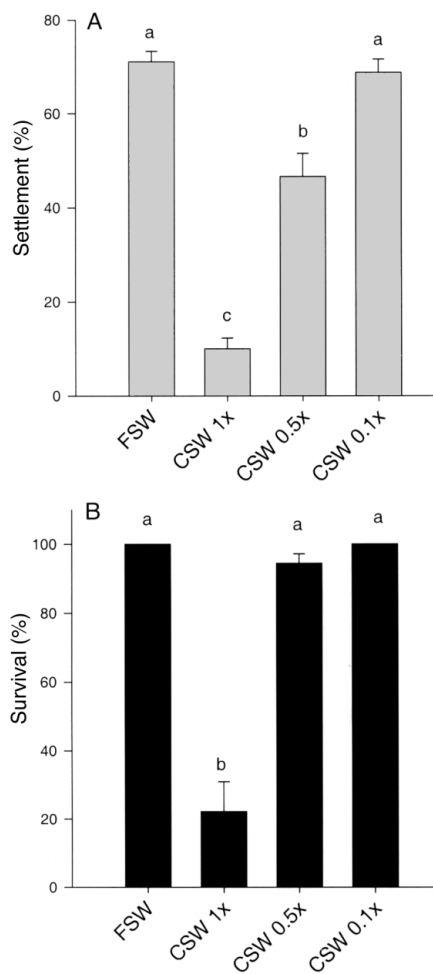 A
80
60
40
20
0
Settlement (%)
a
c
b
a
FSW
CSW 1x
CSW 0.5x
CSW 0.1x
B
100
80
60
40
20
0
Survival (%)
a
b
a
a
FSW
CSW 1x
CSW 0.5x
CSW 0.1x